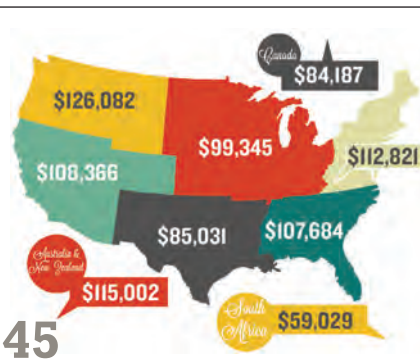 Canada
$84,187
$126,082
$99,345
$112,821
$108,366
$85,031
$107,684
Australia &
New Zealand
$115,002
South
Africa
$59,029
45